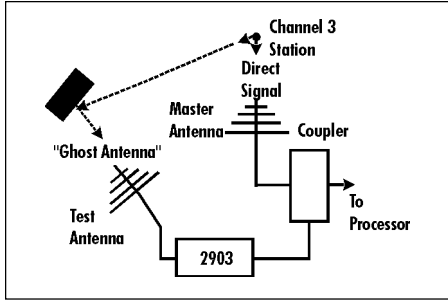 Channel 3
Station
Direct
Signal
Master
Antenna
Coupler
"Ghost Antenna"
To
Processor
Test
Antenna
2903